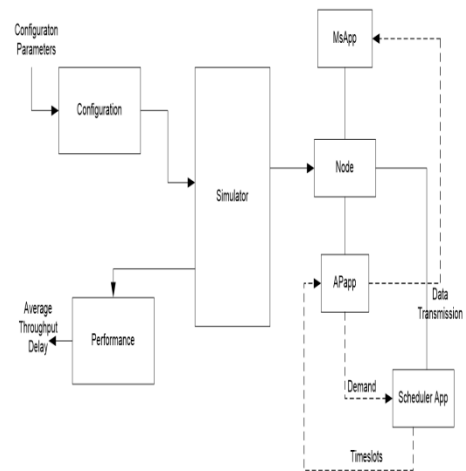 Configuraton
Parameters
MsApp
Configuration
Simulator
Node
APapp
Data
Transmission
Average
Throughput
Delay
Performance
Demand
Scheduler App
Timeslots